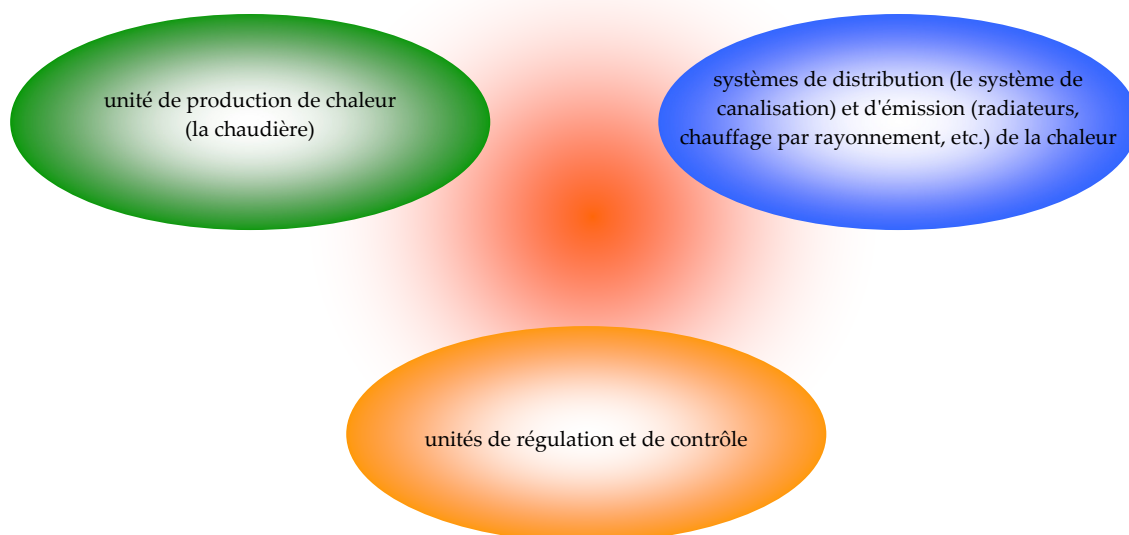 unité de production de chaleur
(la chaudière)
systèmes de distribution (le système de
canalisation) et d'émission (radiateurs,
chauffage par rayonnement, etc.) de la chaleur
unités de régulation et de contrôle